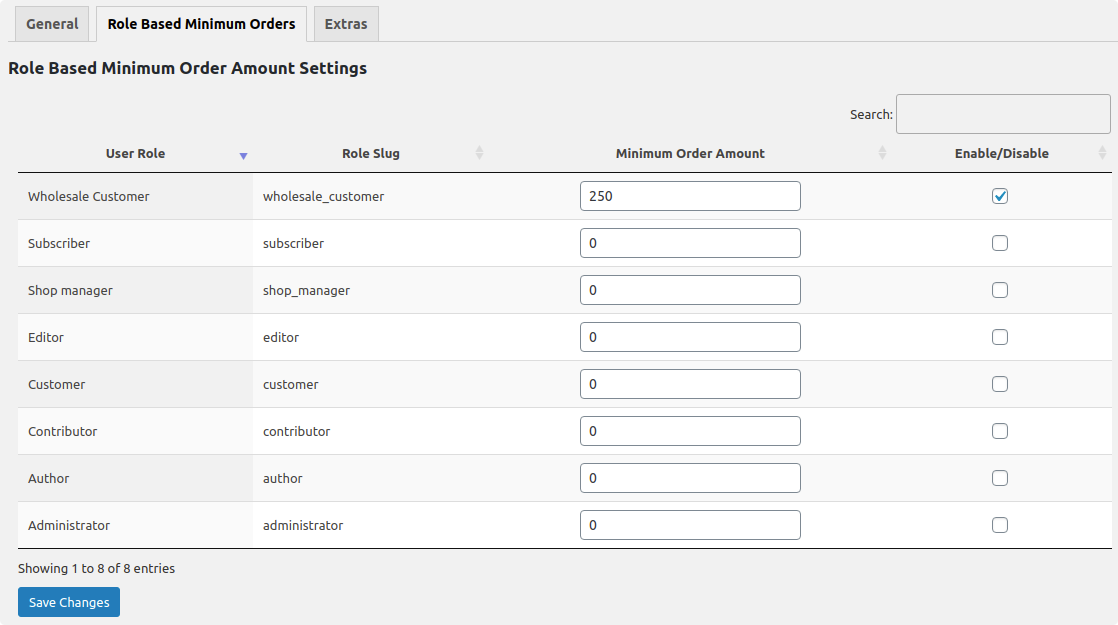 General Role Based Minimum Orders Extras
Role Based Minimum Order Amount Settings
Search:
User Role Role Slug Minimum Order Amount Enable/Disable
Wholesale Customer wholesale_customer 250
Subscriber subscriber 0
Shop manager shop_manager 0
Editor editor 0
Customer customer 0
Contributor contributor 0
Author author 0
Administrator administrator 0
Showing 1 to 8 of 8 entries
Save Changes